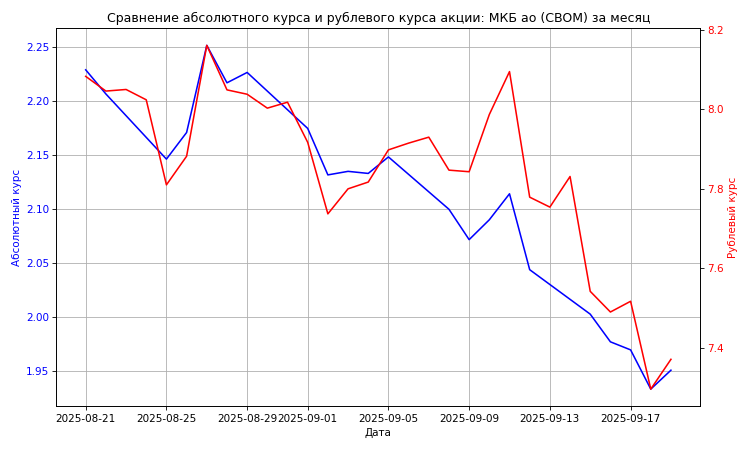 Сравнение абсолютного курса и рублевого курса акции: МКБ ао (CBOM) за месяц
Абсолютный курс
2.25
2.20
2.15
2.10
2.05
2.00
1.95
8.2
8.0
7.8
7.6
7.4
Рублевый курс
2025-08-21 2025-08-25 2025-08-29 2025-09-01 2025-09-05 2025-09-09 2025-09-13 2025-09-17
Дата